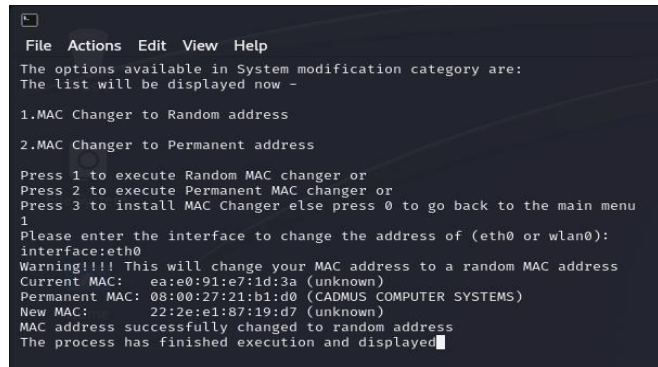 File Actions Edit View Help
The options available in System modification category are:
The list will be displayed now -
1.MAC Changer to Random address
2.MAC Changer to Permanent address
Press 1 to execute Random MAC changer or
Press 2 to execute Permanent MAC changer or
Press 3 to install MAC Changer else press 0 to go back to the main menu
1
Please enter the interface to change the address of (eth0 or wlan0):
interface:eth0
Warning!!!! This will change your MAC address to a random MAC address
Current MAC:   ea:e0:91:e7:1d:3a (unknown)
Permanent MAC: 08:00:27:21:b1:d0 (CADMUS COMPUTER SYSTEMS)
New MAC:       22:2e:e1:87:19:d7 (unknown)
MAC address successfully changed to random address
The process has finished execution and displayed